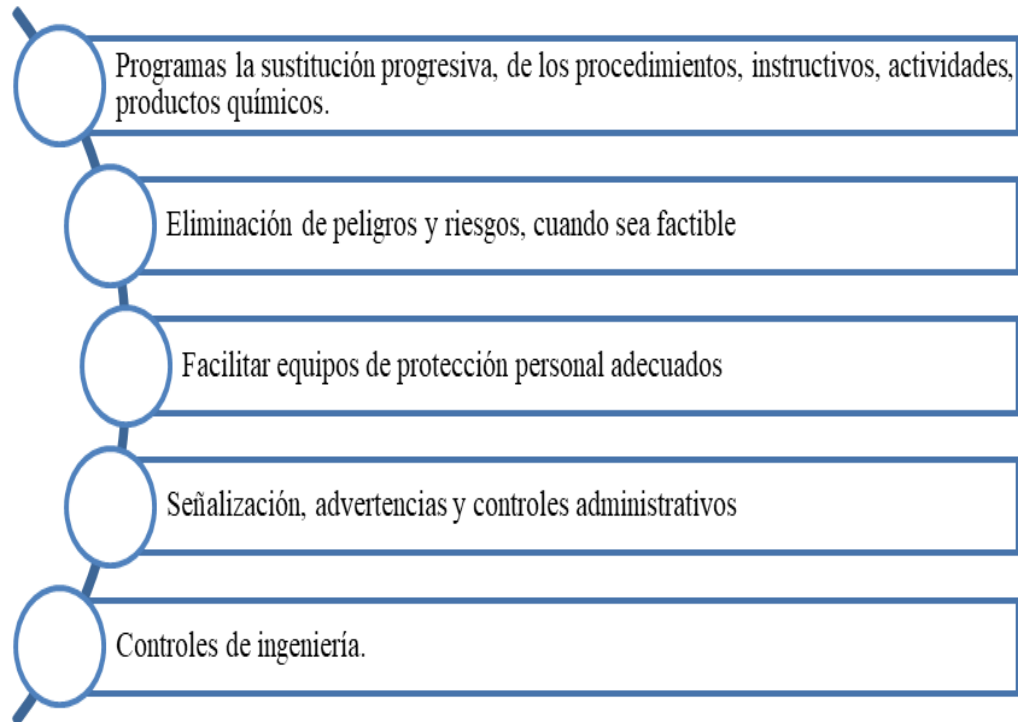 Programas la sustitución progresiva, de los procedimientos, instructivos, actividades,
productos químicos.
Eliminación de peligros y riesgos, cuando sea factible
Facilitar equipos de protección personal adecuados
Señalización, advertencias y controles administrativos
Controles de ingeniería.